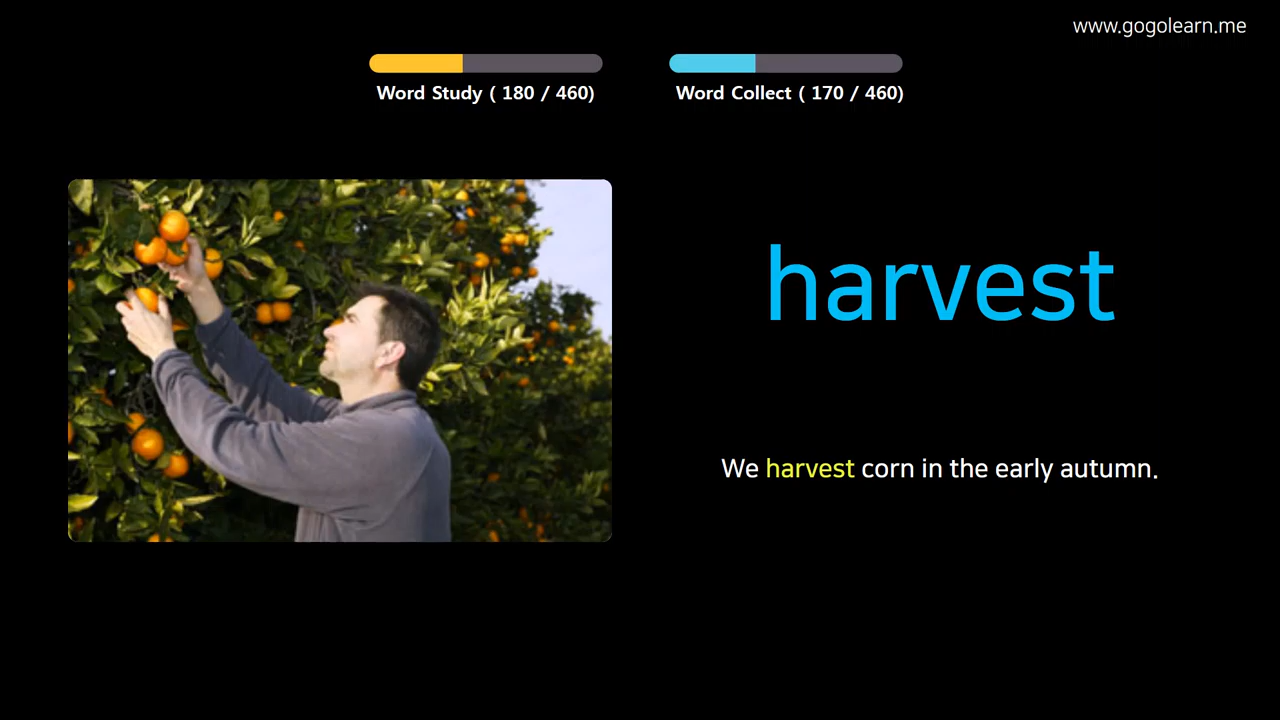 www.gogolearn.me
Word Study ( 180 / 460)
Word Collect ( 170 / 460)
harvest
We harvest corn in the early autumn.